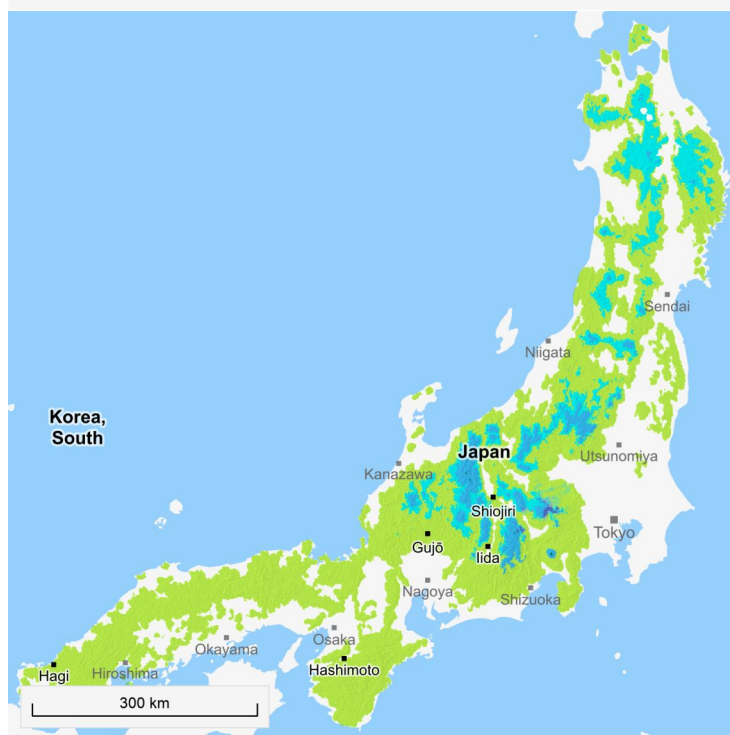 Sendai
Niigata
Korea,
South
Japan
Utsunomiya
Kanazawa
Shiojiri
Tokyo
Gujō
Iida
Nagoya
Shizuoka
Osaka
Okayama
Hashimoto
Hagi
Hiroshima
300 km